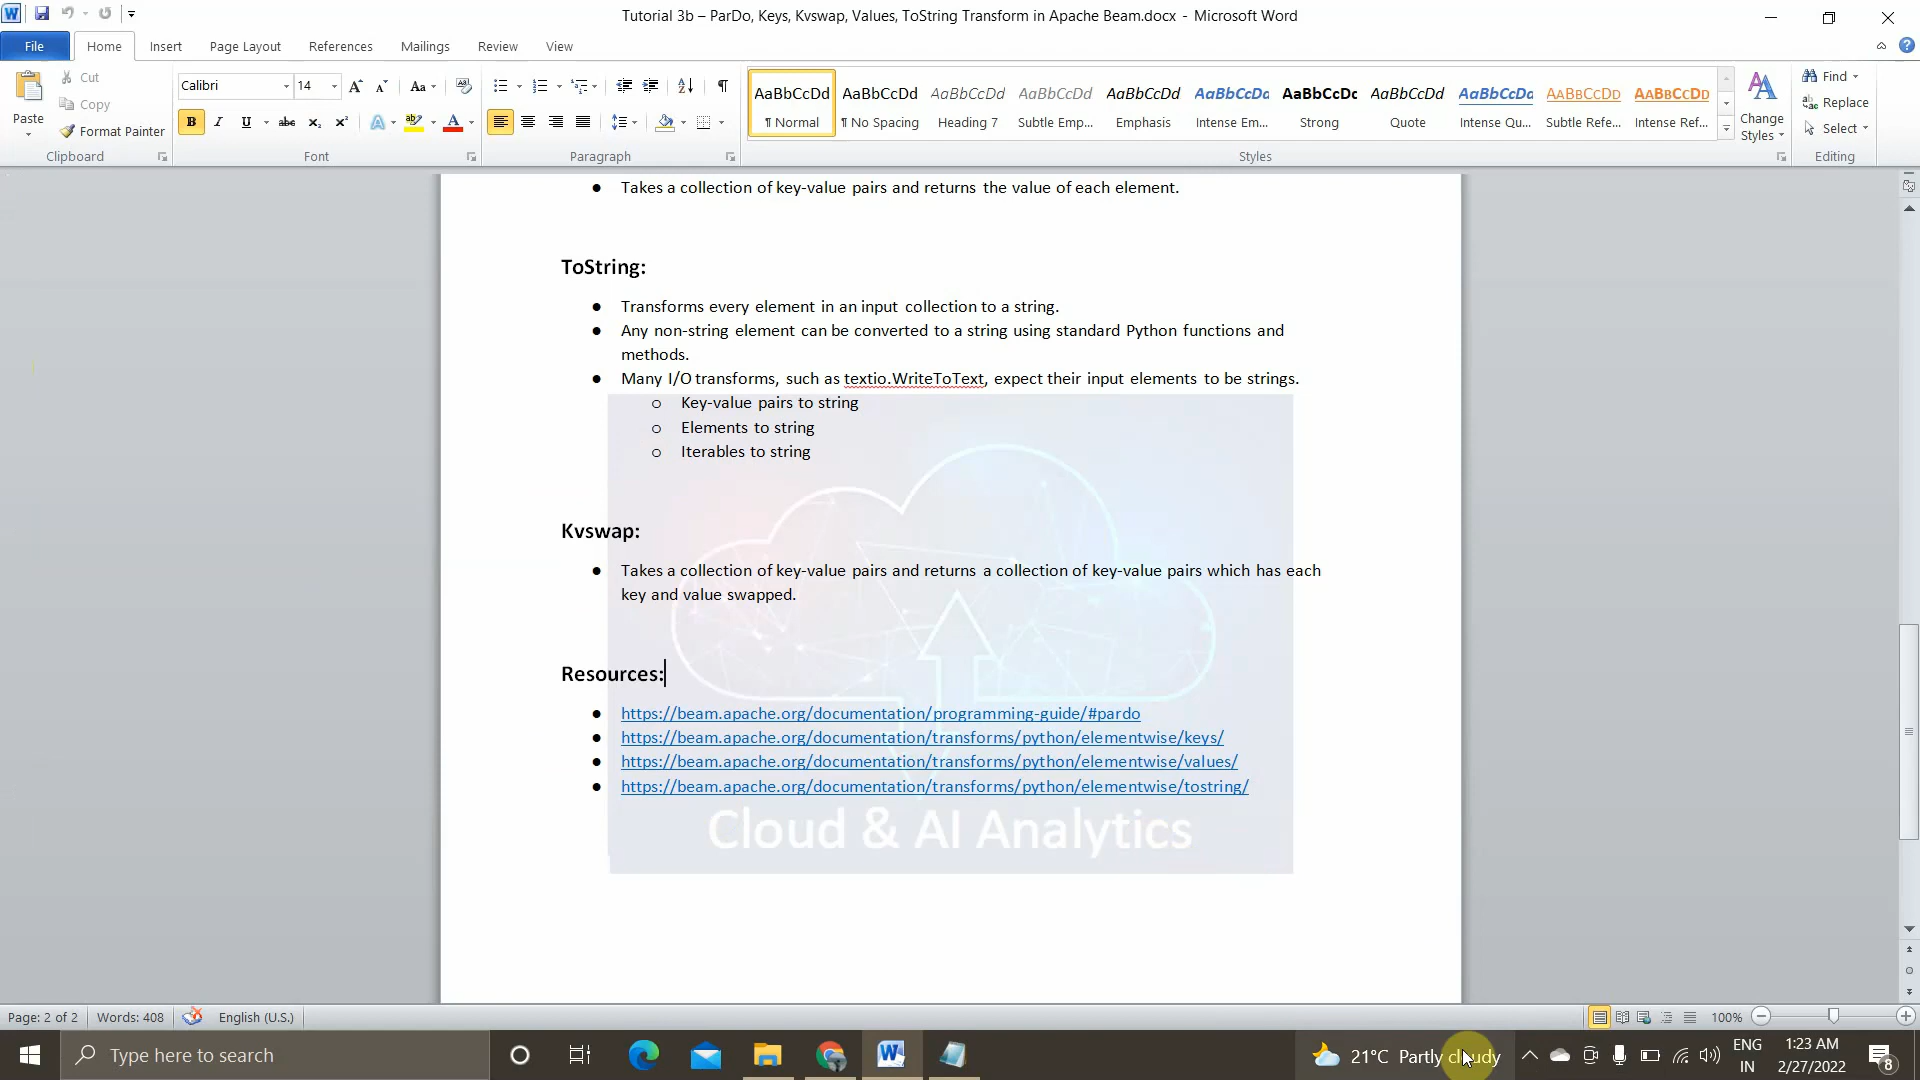 Tutorial 3b – ParDo, Keys, Kvswap, Values, ToString Transform in Apache Beam.docx - Microsoft Word
File Home Insert Page Layout References Mailings Review View
Paste
Cut
Copy
Format Painter
Clipboard
Calibri 14
Font
Paragraph
AaBbCcDd AaBbCcDd AaBbCcDd AaBbCcDd AaBbCcDd AaBbCcDd AaBbCcDc AaBbCcDd AaBbCcDd AaBbCcDd AaBbCcDd
¶ Normal ¶ No Spacing Heading 7 Subtle Emp... Emphasis Intense Em... Strong Quote Intense Qu... Subtle Refe... Intense Ref...
Change
Styles
Styles
Find
Replace
Select
Editing
● Takes a collection of key-value pairs and returns the value of each element.
ToString:
● Transforms every element in an input collection to a string.
● Any non-string element can be converted to a string using standard Python functions and
methods.
● Many I/O transforms, such as textio.WriteToText, expect their input elements to be strings.
o Key-value pairs to string
o Elements to string
o Iterables to string
Kvswap:
● Takes a collection of key-value pairs and returns a collection of key-value pairs which has each
key and value swapped.
Resources:
● https://beam.apache.org/documentation/programming-guide/#pardo
● https://beam.apache.org/documentation/transforms/python/elementwise/keys/
● https://beam.apache.org/documentation/transforms/python/elementwise/values/
● https://beam.apache.org/documentation/transforms/python/elementwise/tostring/
Cloud & AI Analytics
Page: 2 of 2 Words: 408 English (U.S.) 100%
Type here to search
21°C Partly cloudy
ENG
IN
1:23 AM
2/27/2022
8